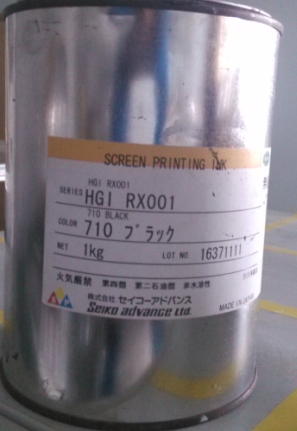 SCREEN PRINTING INK
HGI RX001
SERIES HGI RX001
710 BLACK
COLOR 710 ブラック
NET 1kg LOT NO 16371111
火気厳禁 第四類 第二石油類 非水溶性
株式会社 セイコーアドバンス
SEIKO advance Ltd.
MADE IN JAPAN